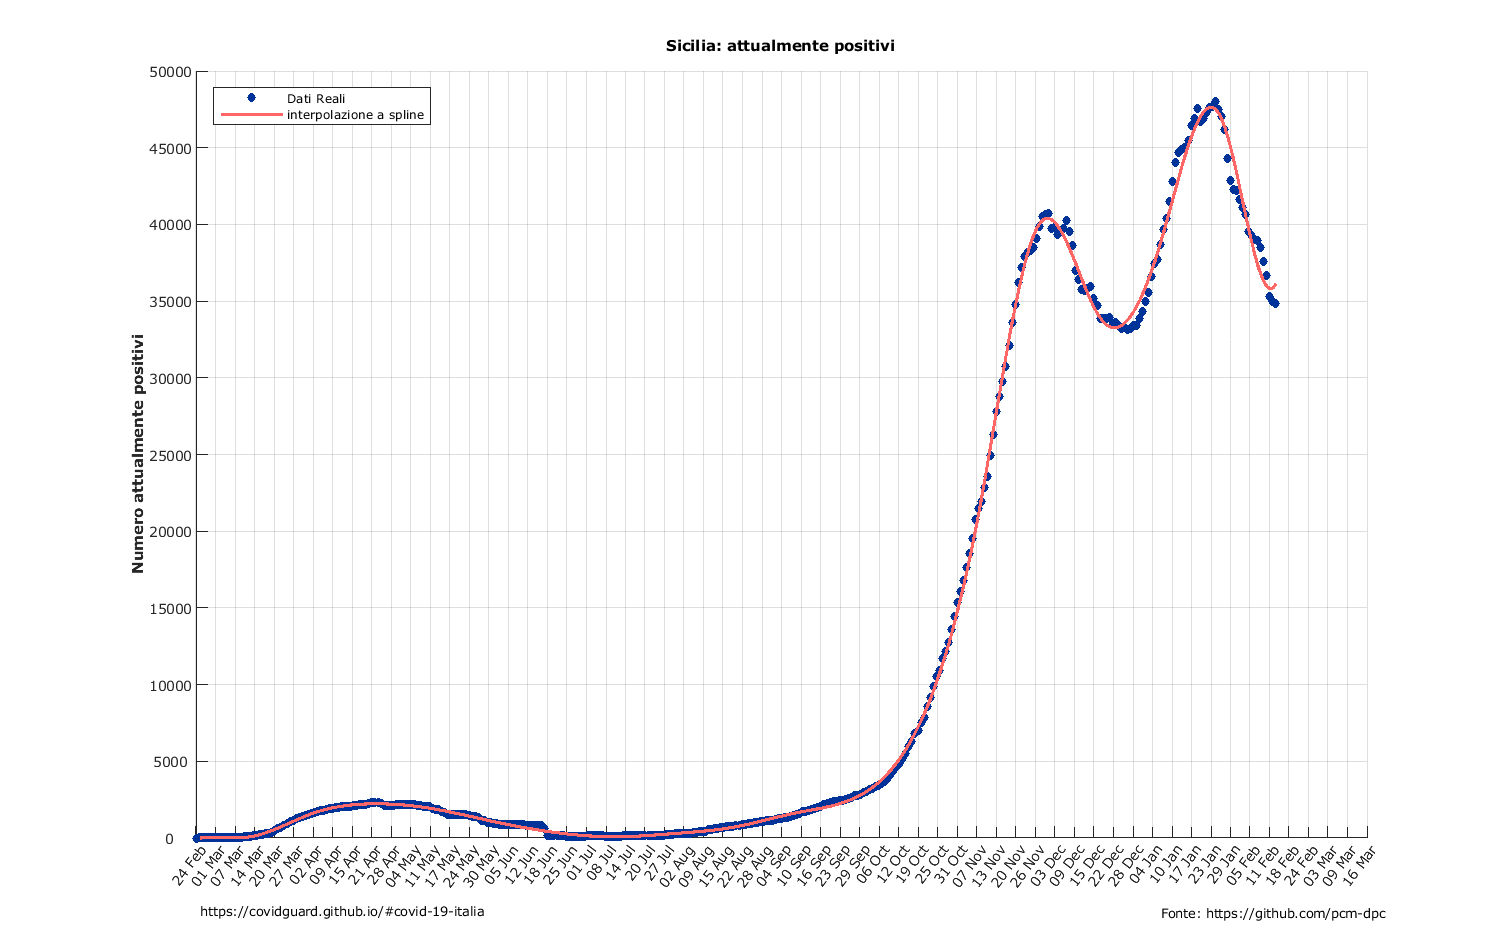 Sicilia: attualmente positivi
50000
45000
40000
35000
30000
25000
20000
15000
10000
5000
0
Dati Reali
interpolazione a spline
Numero attualmente positivi
24 Feb
01 Mar
07 Mar
14 Mar
20 Mar
27 Mar
02 Apr
09 Apr
15 Apr
21 Apr
28 Apr
04 May
11 May
17 May
24 May
30 May
05 Jun
12 Jun
18 Jun
25 Jun
01 Jul
08 Jul
14 Jul
20 Jul
27 Jul
02 Aug
09 Aug
15 Aug
22 Aug
28 Aug
04 Sep
10 Sep
16 Sep
23 Sep
29 Sep
06 Oct
12 Oct
19 Oct
25 Oct
31 Oct
07 Nov
13 Nov
20 Nov
26 Nov
03 Dec
09 Dec
15 Dec
22 Dec
28 Dec
04 Jan
10 Jan
17 Jan
23 Jan
29 Jan
05 Feb
11 Feb
18 Feb
24 Feb
03 Mar
09 Mar
16 Mar
https://covidguard.github.io/#covid-19-italia
Fonte: https://github.com/pcm-dpc